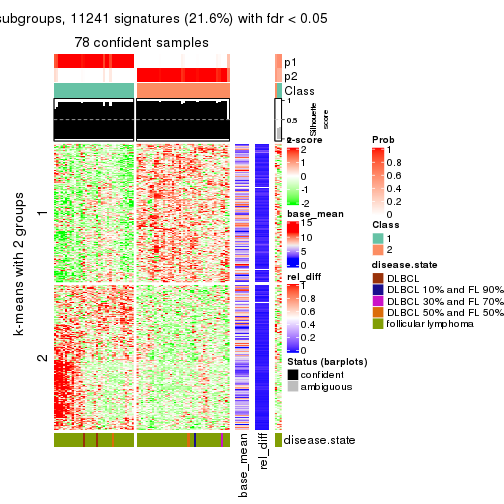 subgroups, 11241 signatures (21.6%) with fdr < 0.05
78 confident samples
p1
p2
Class
1
0.5
0
Silhouette
score
k-means with 2 groups
1
2
z-score
2
1
0
-1
-2
base_mean
15
10
5
0
rel_diff
1
0.8
0.6
0.4
0.2
0
Status (barplots)
confident
ambiguous
Prob
1
0.8
0.6
0.4
0.2
0
Class
1
2
disease.state
DLBCL
DLBCL 10% and FL 90%
DLBCL 30% and FL 70%
DLBCL 50% and FL 50%
follicular lymphoma
disease.state
base_mean
rel_diff